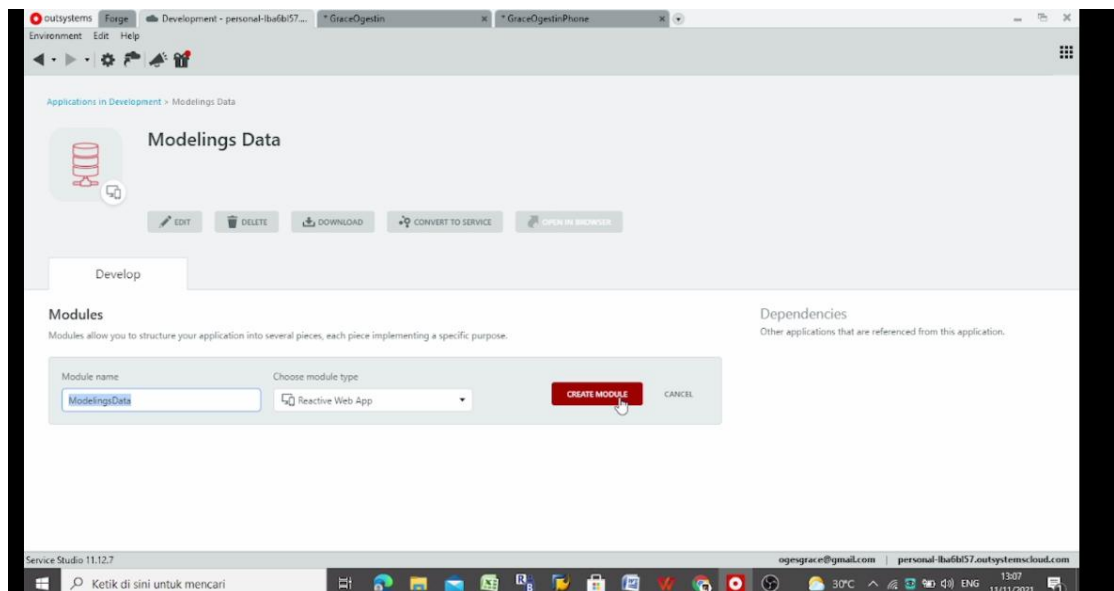 outsystems Forge Development - personal-lba6bl57.... * GraceOgestin * GraceOgestinPhone
Environment Edit Help
Applications in Development > Modelings Data
Modelings Data
EDIT DELETE DOWNLOAD CONVERT TO SERVICE OPEN IN BROWSER
Develop
Modules
Modules allow you to structure your application into several pieces, each piece implementing a specific purpose.
Dependencies
Other applications that are referenced from this application.
Module name Choose module type
ModelingsData Reactive Web App CREATE MODULE CANCEL
Service Studio 11.12.7 ogesgrace@gmail.com | personal-lba6bl57.outsystemscloud.com
Ketik di sini untuk mencari 30°C ENG 13:07
11/11/2021